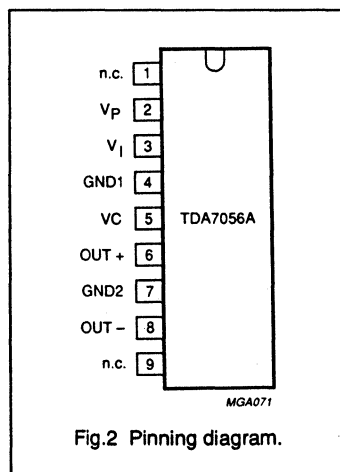 n.c. 1
VP 2
VI 3
GND1 4
VC 5
TDA7056A
OUT + 6
GND2 7
OUT − 8
n.c. 9
MGA071
Fig.2 Pinning diagram.